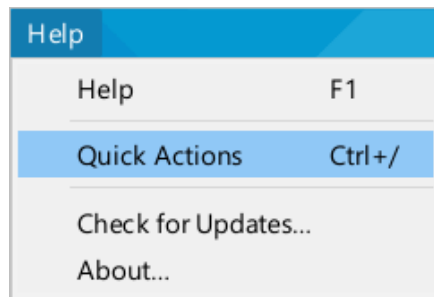 Help
Help F1
Quick Actions Ctrl+/
Check for Updates...
About...